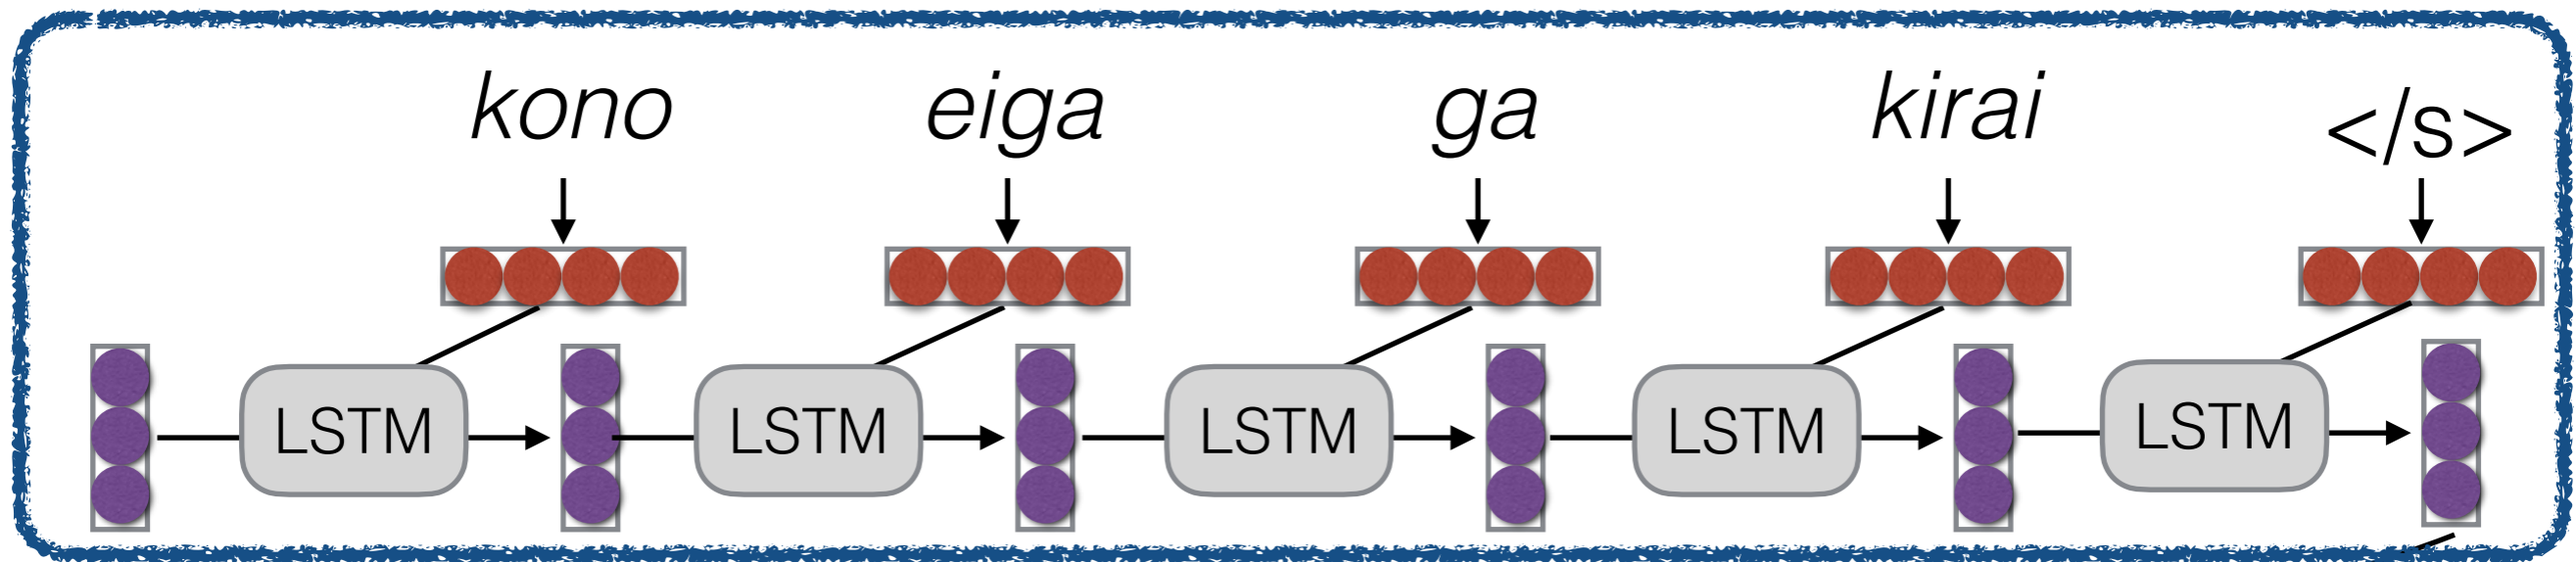 kono eiga ga kirai </s>
LSTM LSTM LSTM LSTM LSTM